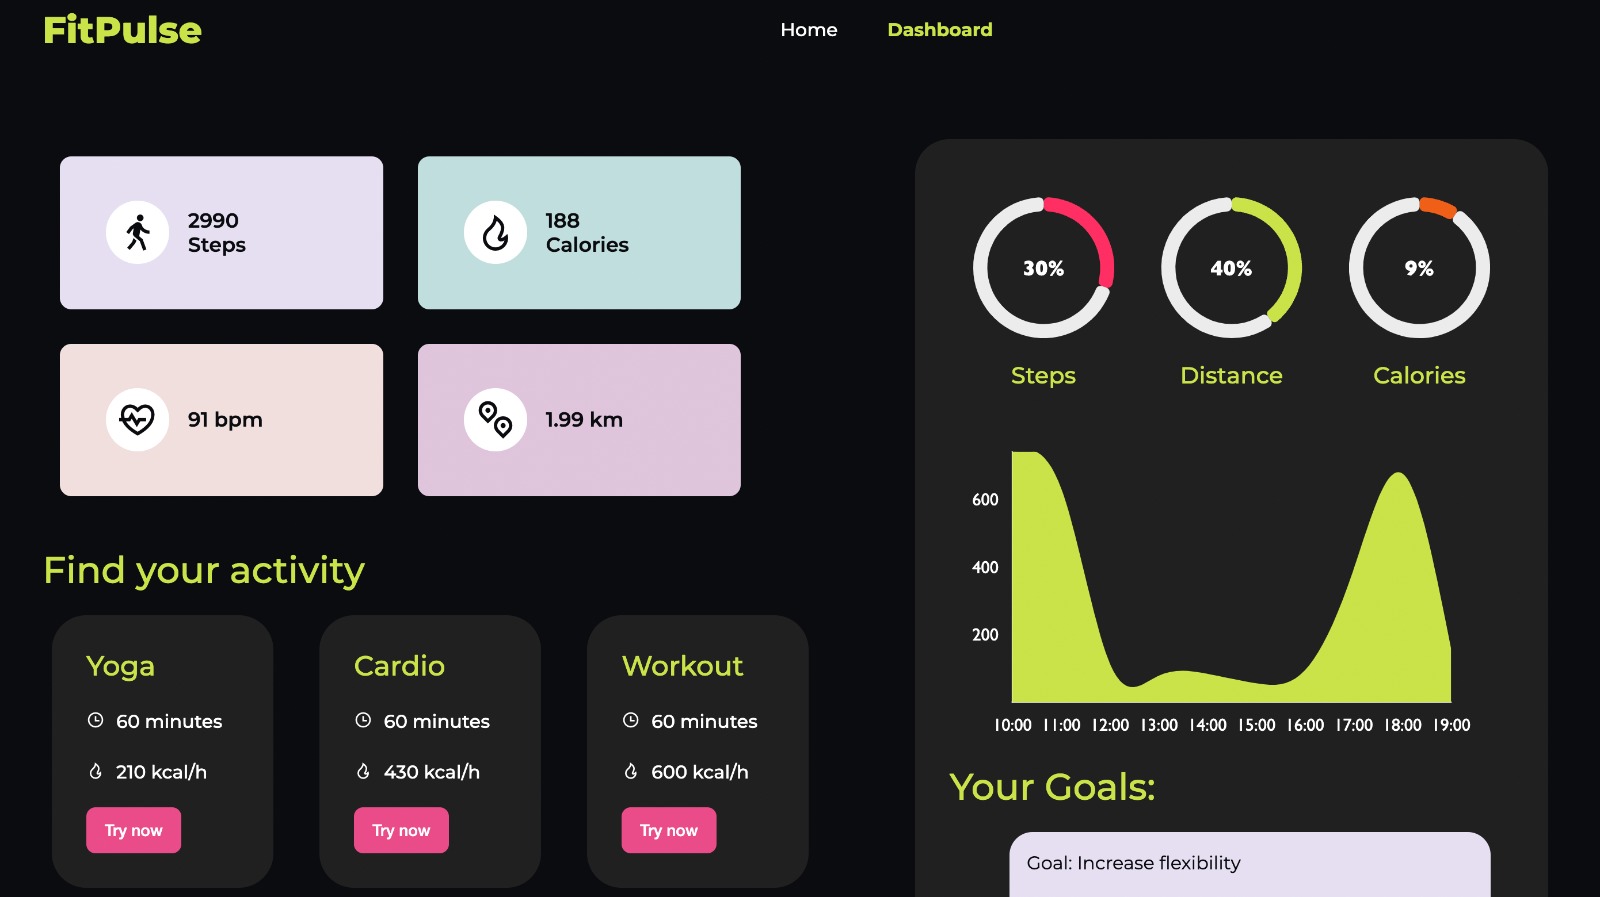 FitPulse
Home
Dashboard
2990
Steps
188
Calories
91 bpm
1.99 km
Find your activity
Yoga
60 minutes
210 kcal/h
Try now
Cardio
60 minutes
430 kcal/h
Try now
Workout
60 minutes
600 kcal/h
Try now
30%
Steps
40%
Distance
9%
Calories
600
400
200
10:00 11:00 12:00 13:00 14:00 15:00 16:00 17:00 18:00 19:00
Your Goals:
Goal: Increase flexibility